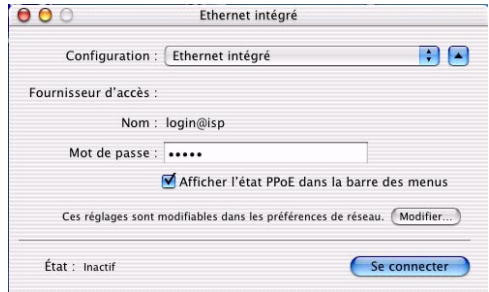 Ethernet intégré
Configuration : Ethernet intégré
Fournisseur d'accès :
Nom : login@isp
Mot de passe : •••••
Afficher l'état PPoE dans la barre des menus
Ces réglages sont modifiables dans les préférences de réseau. Modifier...
État : Inactif Se connecter